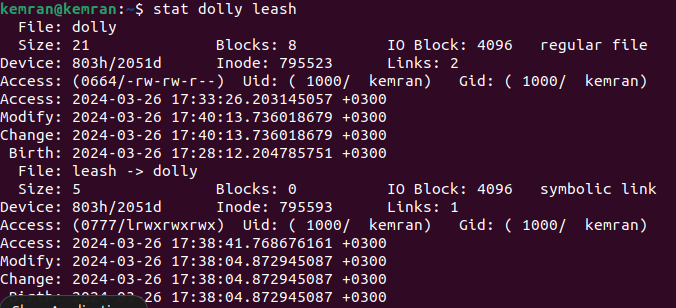 kemran@kemran:~$ stat dolly leash
File: dolly
Size: 21 Blocks: 8 IO Block: 4096 regular file
Device: 803h/2051d Inode: 795523 Links: 2
Access: (0664/-rw-rw-r--) Uid: ( 1000/ kemran) Gid: ( 1000/ kemran)
Access: 2024-03-26 17:33:26.203145057 +0300
Modify: 2024-03-26 17:40:13.736018679 +0300
Change: 2024-03-26 17:40:13.736018679 +0300
Birth: 2024-03-26 17:28:12.204785751 +0300
File: leash -> dolly
Size: 5 Blocks: 0 IO Block: 4096 symbolic link
Device: 803h/2051d Inode: 795593 Links: 1
Access: (0777/lrwxrwxrwx) Uid: ( 1000/ kemran) Gid: ( 1000/ kemran)
Access: 2024-03-26 17:38:41.768676161 +0300
Modify: 2024-03-26 17:38:04.872945087 +0300
Change: 2024-03-26 17:38:04.872945087 +0300
2024-03-26 17:38:04.872945087 +0300